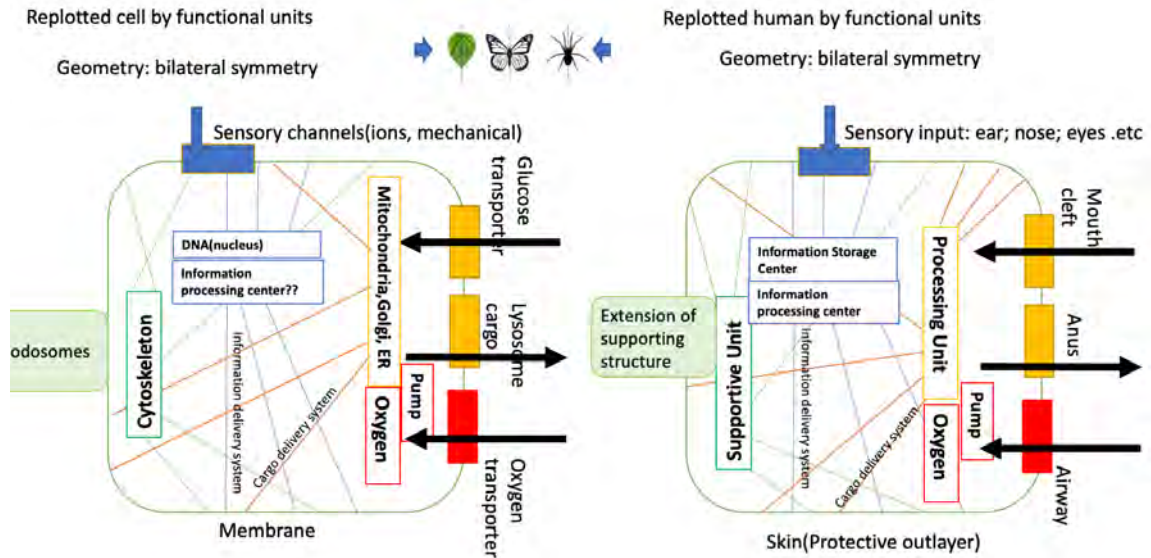 Replotted cell by functional units
Geometry: bilateral symmetry
Sensory channels(ions, mechanical)
Glucose
transporter
DNA(nucleus)
Information
processing center??
Mitochondria,Golgi, ER
Lysosome
cargo
odosomes
Cytoskeleton
Information delivery system
Cargo delivery system
Pump
Oxygen
Oxygen
transporter
Membrane
Replotted human by functional units
Geometry: bilateral symmetry
Sensory input: ear; nose; eyes .etc
Mouth
cleft
Information Storage
Center
Information
processing center
Processing Unit
Anus
Extension of
supporting
structure
Supportive Unit
Information delivery system
Cargo delivery system
Pump
Oxygen
Airway
Skin(Protective outlayer)